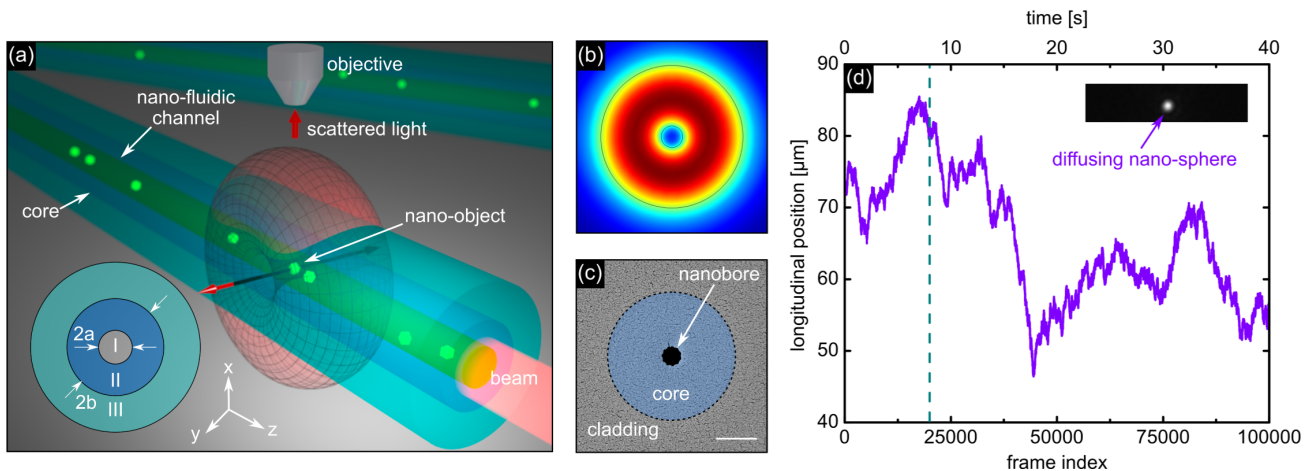 (a)
objective
nano-fluidic
channel
scattered light
core
nano-object
2a
I
II
2b
III
x
y
z
beam
(b)
(c)
nanobore
core
cladding
time [s]
0 10 20 30 40
(d)
90
80
70
60
50
40
longitudinal position [µm]
diffusing nano-sphere
0 25000 50000 75000 100000
frame index